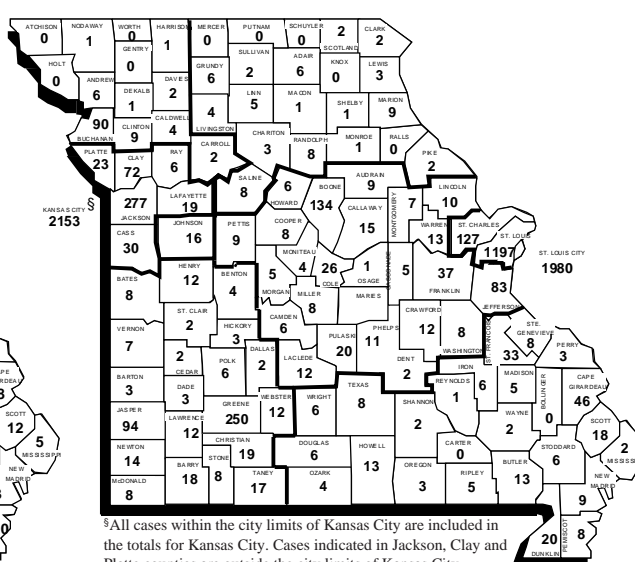 ATCHISON NODAWAY WORTH HARRISON MERCER PUTNAM SCHUYLER 2 CLARK
0 1 0 1 0 0 0 SCOTLAND 2
HOLT GENTRY GRUNDY SULLIVAN ADAIR KNOX LEWIS
0 0 6 2 6 0 3
ANDREW DEKALB LINN MACON SHELBY MARION
6 1 2 4 5 1 1 9
90 CLINTON CALDWELL LIVINGSTON CHARITON RANDOLPH MONROE RALLS
BUCHANAN 9 4 3 8 1 0
PLATTE CLAY RAY CARROLL PIKE
23 72 6 2 2
SALINE 6 BOONE AUDRAIN LINCOLN
8 HOWARD 134 9 10
KANSAS CITY §
2153
277 LAFAYETTE COOPER CALLAWAY MONTGOMERY 7 WARREN ST. CHARLES ST. LOUIS
JACKSON 19 8 15 13 127 1197
CASS JOHNSON PETTIS MONITEAU 26 1 5 37 83 ST. LOUIS CITY
30 16 9 4 COLE OSAGE FRANKLIN JEFFERSON 1980
BATES HENRY BENTON 5 MILLER MARIES
8 12 4 MORGAN 8
ST. CLAIR HICKORY CAMDEN PULASKI PHELPS CRAWFORD 8 STE. GENEVIEVE PERRY
2 3 6 20 11 12 WASHINGTON 33 8 3
VERNON 2 POLK DALLAS LACLEDE DENT IRON MADISON BOLLINGER CAPE GIRARDEAU
7 CEDAR 6 2 12 2 6 5 0 46
BARTON DADE WEBSTER WRIGHT TEXAS SHANNON REYNOLDS WAYNE SCOTT
3 3 12 6 8 2 1 2 18
JASPER LAWRENCE GREENE CARTER STODDARD 2
94 12 250 0 6 MISSISSIPPI
NEWTON CHRISTIAN DOUGLAS HOWELL BUTLER NEW MADRID
14 19 6 13 13 9
McDONALD BARRY STONE TANEY OZARK OREGON RIPLEY
8 18 8 17 4 3 5
20 DUNKLIN PEMISCOT 8
SCOTT
12 5
MISSISSIPPI
NEW MADRID
§All cases within the city limits of Kansas City are included in
the totals for Kansas City. Cases indicated in Jackson, Clay and
Platte counties are outside the city limits of Kansas City.